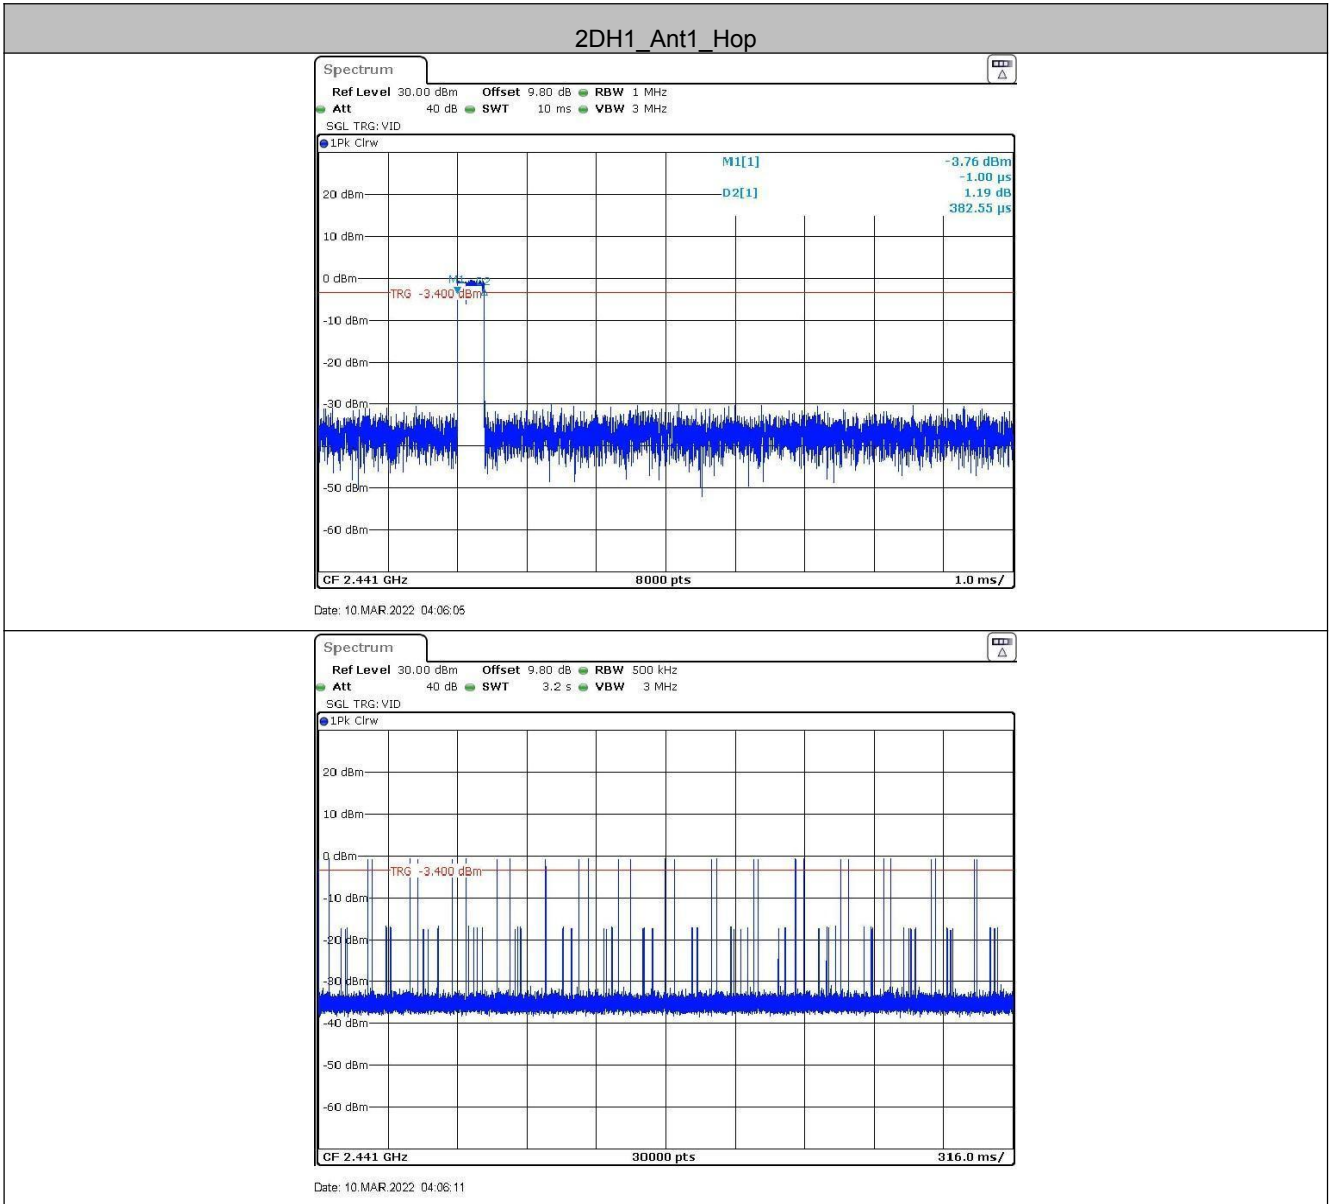 2DH1_Ant1_Hop
Spectrum
Ref Level 30.00 dBm Offset 9.80 dB RBW 1 MHz
Att 40 dB SWT 10 ms VBW 3 MHz
SGL TRG: VID
1Pk Clrw
M1[1] -3.76 dBm
-1.00 µs
D2[1] 1.19 dB
382.55 µs
20 dBm
10 dBm
0 dBm
M1
D2
TRG -3.400 dBm
-10 dBm
-20 dBm
-30 dBm
-50 dBm
-60 dBm
CF 2.441 GHz 8000 pts 1.0 ms/
Date: 10.MAR.2022 04:06:05
Spectrum
Ref Level 30.00 dBm Offset 9.80 dB RBW 500 kHz
Att 40 dB SWT 3.2 s VBW 3 MHz
SGL TRG: VID
1Pk Clrw
20 dBm
10 dBm
0 dBm
TRG -3.400 dBm
-10 dBm
-20 dBm
-30 dBm
-40 dBm
-50 dBm
-60 dBm
CF 2.441 GHz 30000 pts 316.0 ms/
Date: 10.MAR.2022 04:06:11